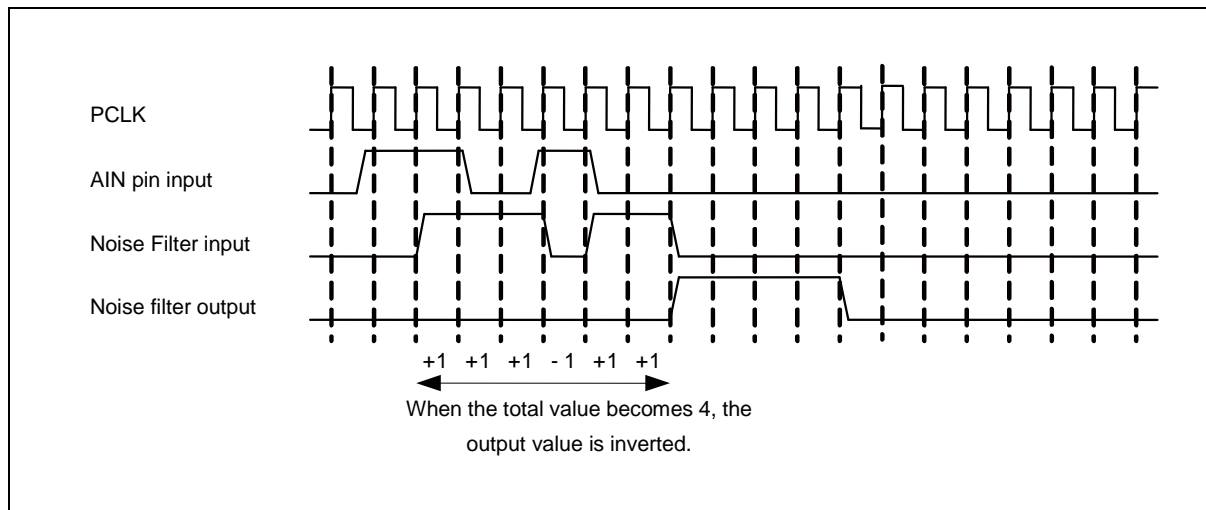 PCLK
AIN pin input
Noise Filter input
Noise filter output
+1 +1 +1 - 1 +1 +1
When the total value becomes 4, the
output value is inverted.